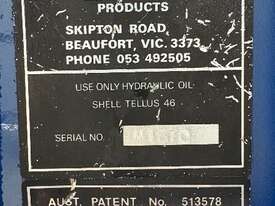 PRODUCTS
SKIPTON ROAD,
BEAUFORT, VIC. 3373
PHONE 053 492505
USE ONLY HYDRAULIC OIL
SHELL TELLUS 46
SERIAL NO.
AUST. PATENT No. 513578